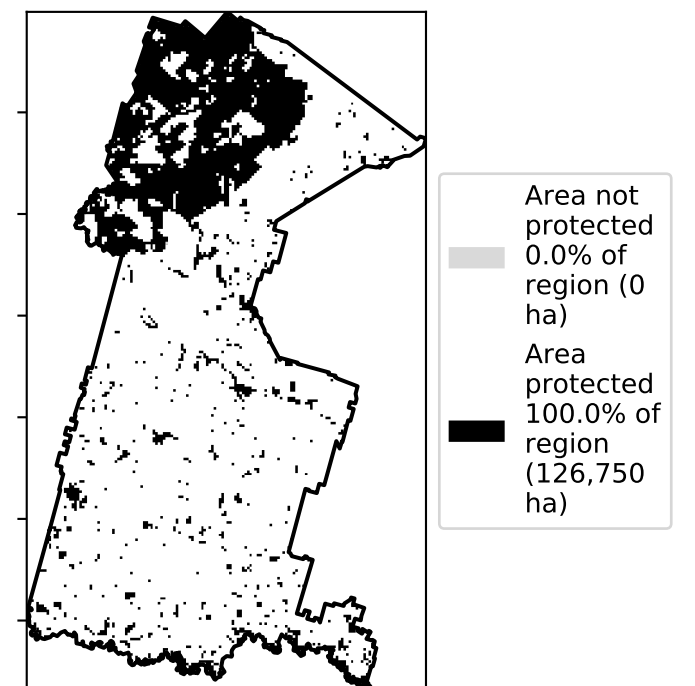 Area not
protected
0.0% of
region (0
ha)
Area
protected
100.0% of
region
(126,750
ha)